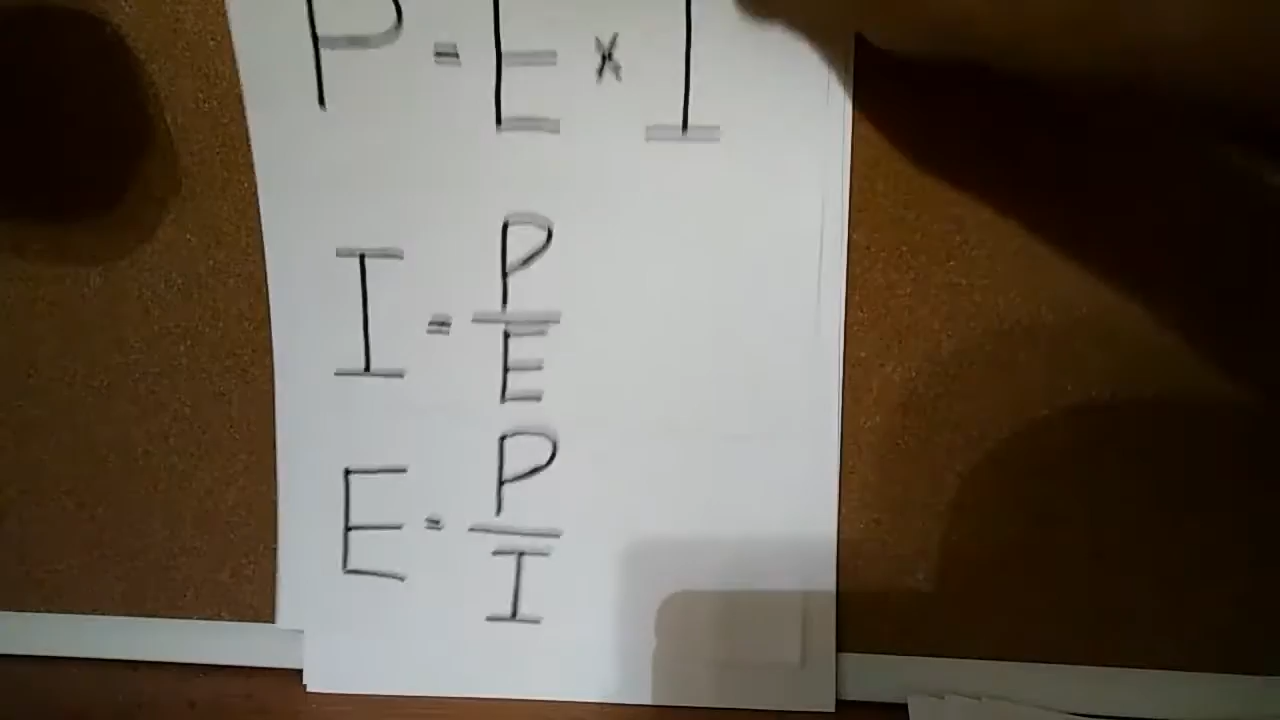 P = E x I
I = P/E
E = P/I